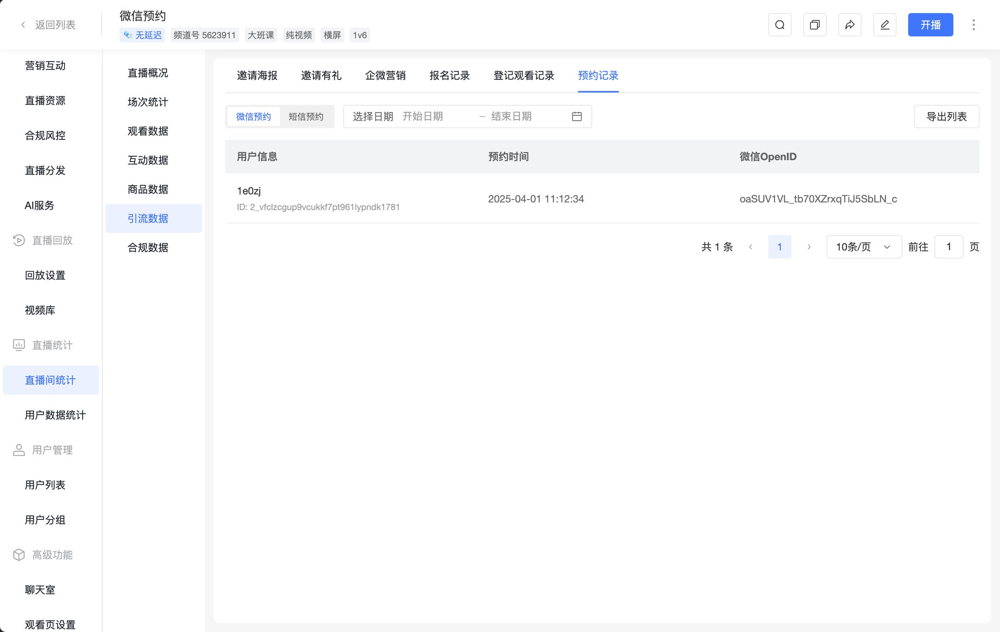 返回列表
微信预约
无延迟 频道号 5623911 大班课 纯视频 横屏 1v6
开播
营销互动
直播资源
合规风控
直播分发
AI服务
直播回放
回放设置
视频库
直播统计
直播间统计
用户数据统计
用户管理
用户列表
用户分组
高级功能
聊天室
观看页设置
直播概况
场次统计
观看数据
互动数据
商品数据
引流数据
合规数据
邀请海报 邀请有礼 企微营销 报名记录 登记观看记录 预约记录
微信预约 短信预约 选择日期 开始日期 – 结束日期 导出列表
用户信息 预约时间 微信OpenID
1e0zj
ID: 2_vfclzcgup9vcukkf7pt961lypndk1781
2025-04-01 11:12:34
oaSUV1VL_tb70XZrxqTiJ5SbLN_c
共 1 条 1 10条/页 前往 1 页